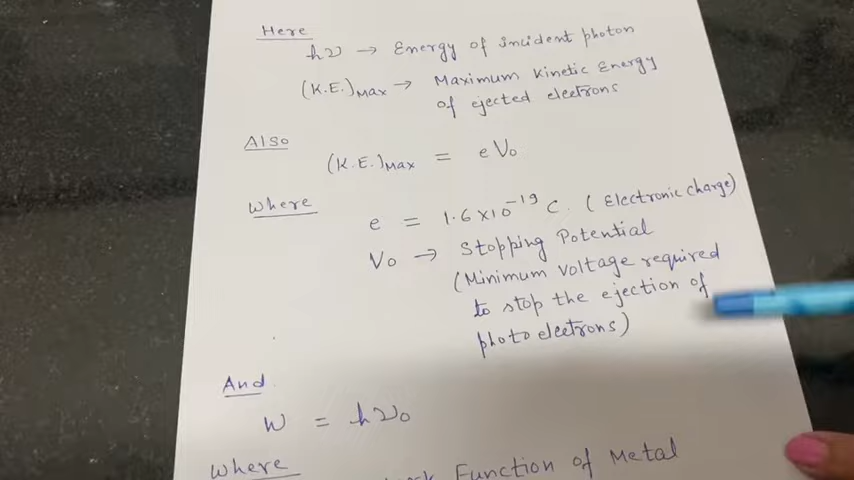 Here
hν → Energy of incident photon
(K.E.)Max → Maximum Kinetic Energy
of ejected electrons
Also
(K.E.)Max = eV₀
Where
e = 1.6×10⁻¹⁹ C. (Electronic charge)
V₀ → Stopping Potential
(Minimum voltage required
to stop the ejection of
photoelectrons)
And
W = hν₀
Where
Function of Metal